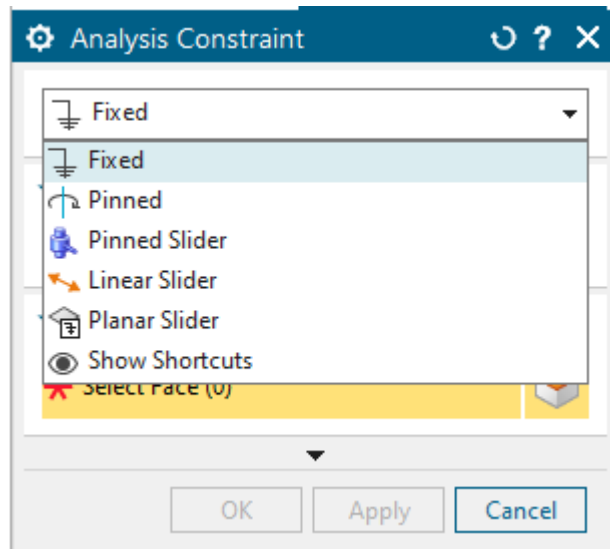 Analysis Constraint
Fixed
Fixed
Pinned
Pinned Slider
Linear Slider
Planar Slider
Show Shortcuts
Select Face (0)
OK
Apply
Cancel